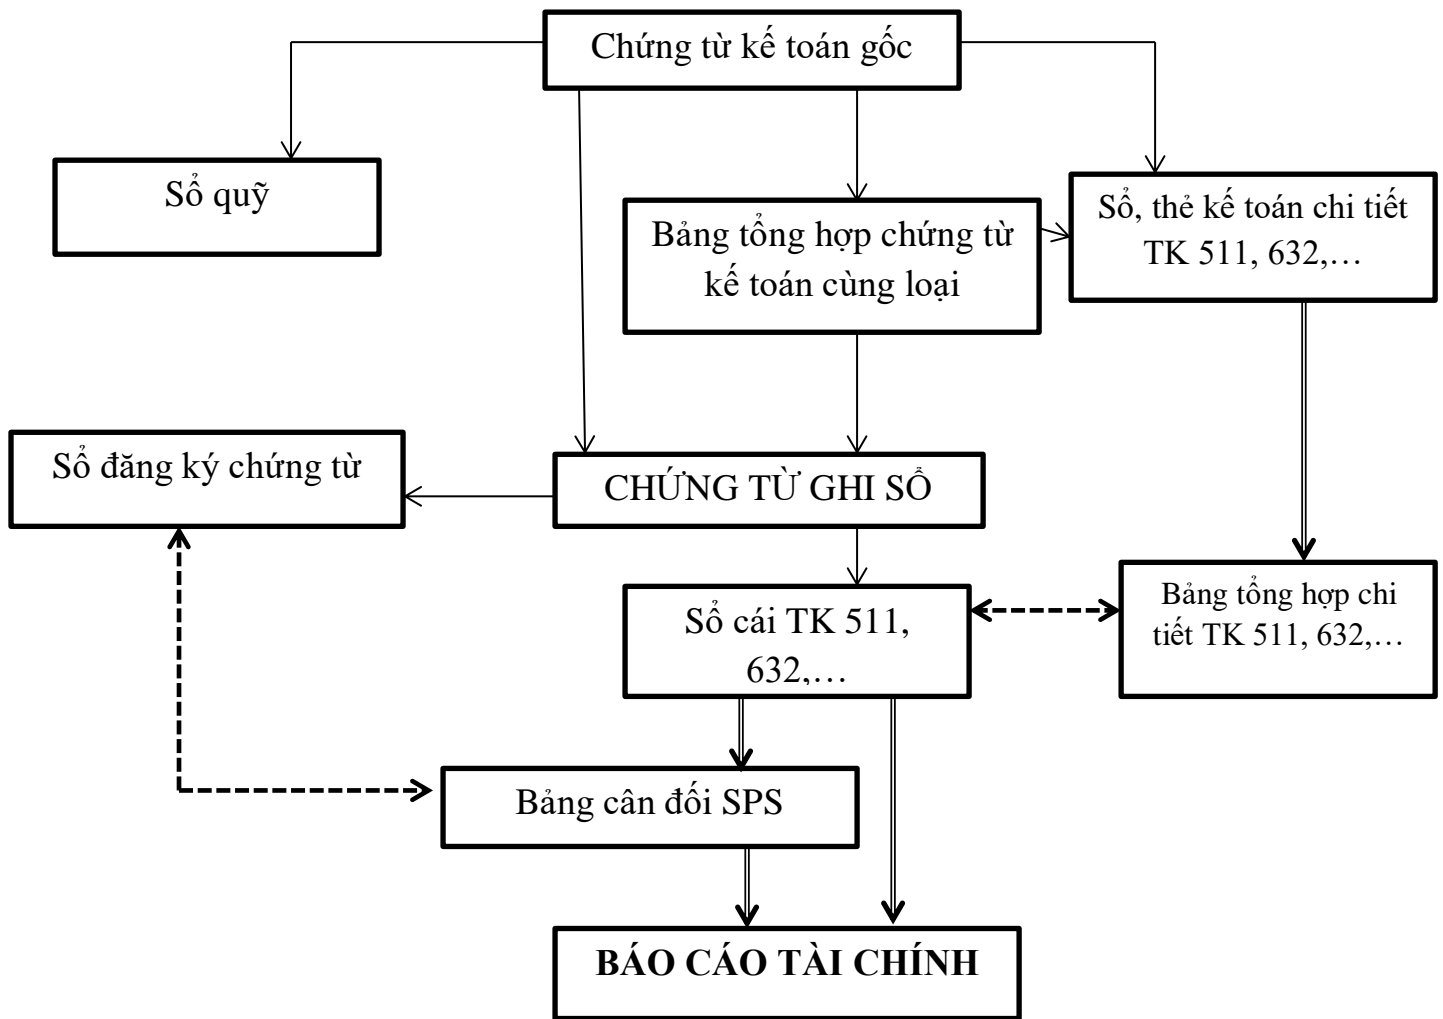 Chứng từ kế toán gốc
Sổ quỹ
Bảng tổng hợp chứng từ
kế toán cùng loại
Sổ, thẻ kế toán chi tiết
TK 511, 632,…
Sổ đăng ký chứng từ
CHỨNG TỪ GHI SỔ
Sổ cái TK 511,
632,…
Bảng tổng hợp chi
tiết TK 511, 632,…
Bảng cân đối SPS
BÁO CÁO TÀI CHÍNH